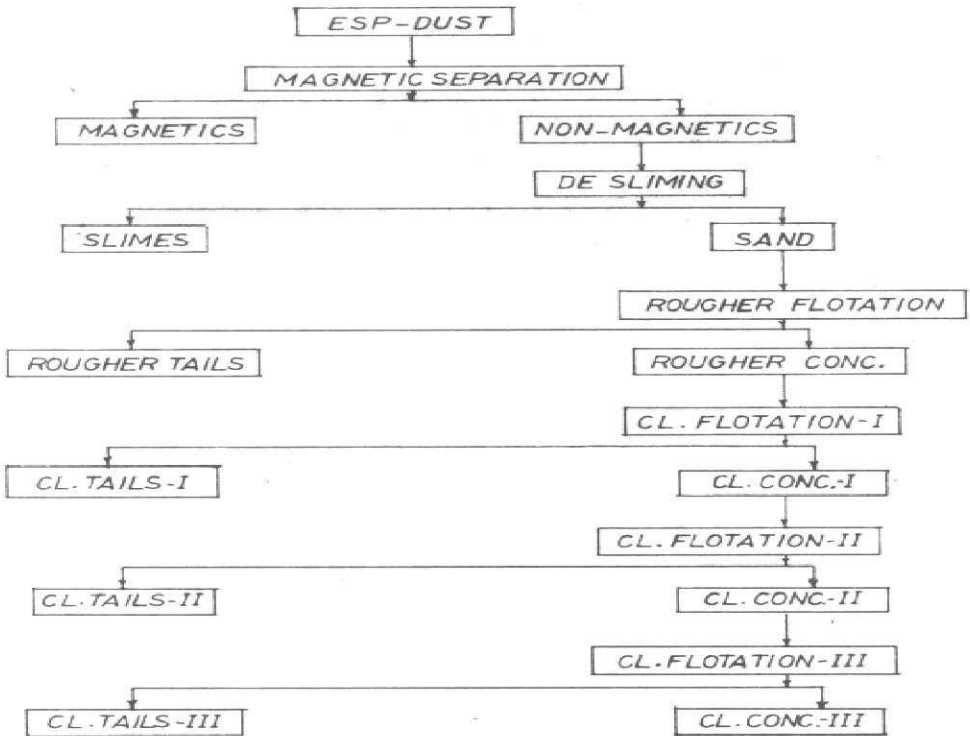 ESP-DUST
MAGNETIC SEPARATION
MAGNETICS
NON-MAGNETICS
DE SLIMING
SLIMES
SAND
ROUGHER FLOTATION
ROUGHER TAILS
ROUGHER CONC.
CL.FLOTATION-I
CL.TAILS-I
CL.CONC.-I
CL.FLOTATION-II
CL.TAILS-II
CL.CONC.-II
CL.FLOTATION-III
CL.TAILS-III
CL.CONC.-III